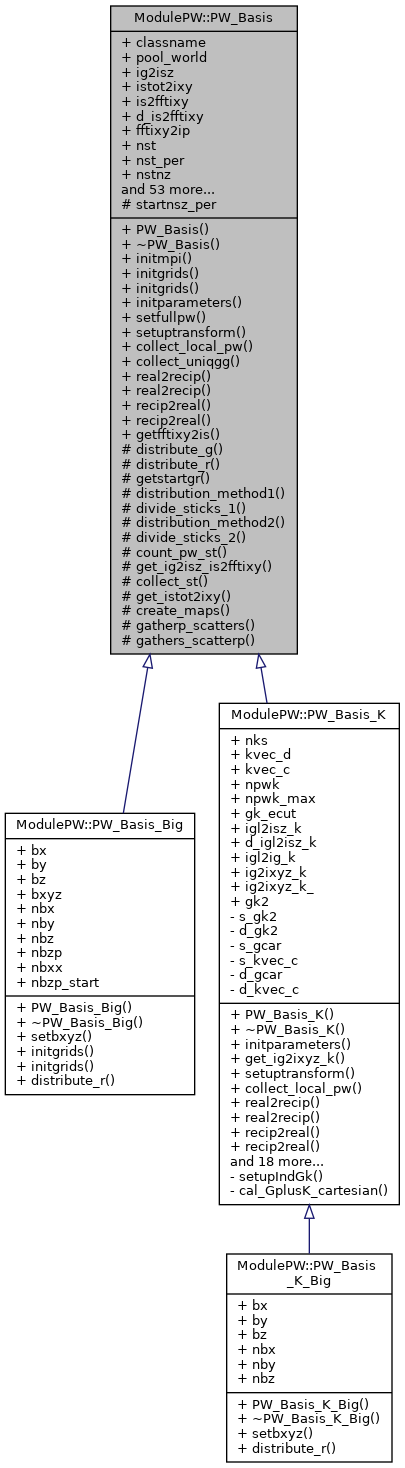 ModulePW::PW_Basis
+ classname
+ pool_world
+ ig2isz
+ istot2ixy
+ is2fftixy
+ d_is2fftixy
+ fftixy2ip
+ nst
+ nst_per
+ nstnz
and 53 more...
# startnsz_per
+ PW_Basis()
+ ~PW_Basis()
+ initmpi()
+ initgrids()
+ initgrids()
+ initparameters()
+ setfullpw()
+ setuptransform()
+ collect_local_pw()
+ collect_uniqgg()
+ real2recip()
+ real2recip()
+ recip2real()
+ recip2real()
+ getfftixy2is()
# distribute_g()
# distribute_r()
# getstartgr()
# distribution_method1()
# divide_sticks_1()
# distribution_method2()
# divide_sticks_2()
# count_pw_st()
# get_ig2isz_is2fftixy()
# collect_st()
# get_istot2ixy()
# create_maps()
# gatherp_scatters()
# gathers_scatterp()
ModulePW::PW_Basis_Big
+ bx
+ by
+ bz
+ bxyz
+ nbx
+ nby
+ nbz
+ nbzp
+ nbxx
+ nbzp_start
+ PW_Basis_Big()
+ ~PW_Basis_Big()
+ setbxyz()
+ initgrids()
+ initgrids()
+ distribute_r()
ModulePW::PW_Basis_K
+ nks
+ kvec_d
+ kvec_c
+ npwk
+ npwk_max
+ gk_ecut
+ igl2isz_k
+ d_igl2isz_k
+ igl2ig_k
+ ig2ixyz_k
+ ig2ixyz_k_
+ gk2
- s_gk2
- d_gk2
- s_gcar
- s_kvec_c
- d_gcar
- d_kvec_c
+ PW_Basis_K()
+ ~PW_Basis_K()
+ initparameters()
+ get_ig2ixyz_k()
+ setuptransform()
+ collect_local_pw()
+ real2recip()
+ real2recip()
+ recip2real()
+ recip2real()
and 18 more...
- setupIndGk()
- cal_GplusK_cartesian()
ModulePW::PW_Basis
_K_Big
+ bx
+ by
+ bz
+ nbx
+ nby
+ nbz
+ PW_Basis_K_Big()
+ ~PW_Basis_K_Big()
+ setbxyz()
+ distribute_r()